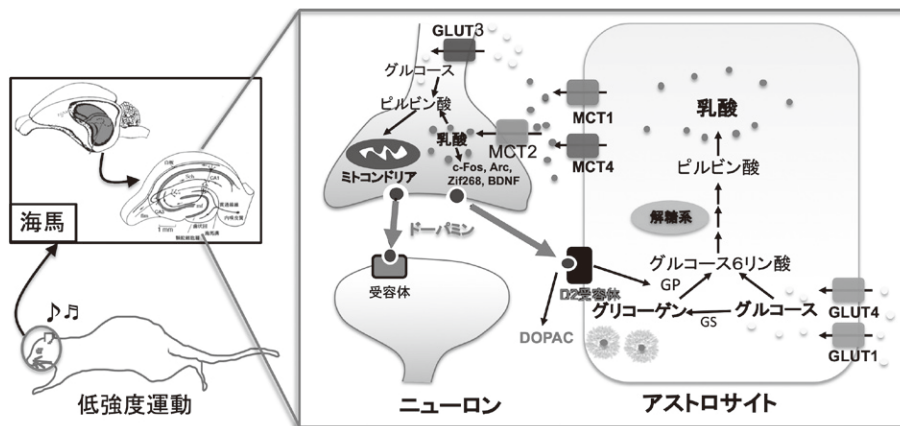 海馬
1 mm
CA1
♪♬
低強度運動
GLUT3
グルコース
ピルビン酸
乳酸
MCT2
ミトコンドリア
c-Fos, Arc,
Zif268, BDNF
ドーパミン
受容体
D2受容体
DOPAC
ニューロン
MCT1
MCT4
乳酸
ピルビン酸
解糖系
グルコース6リン酸
GP
グリコーゲン
GS
グルコース
GLUT4
GLUT1
アストロサイト